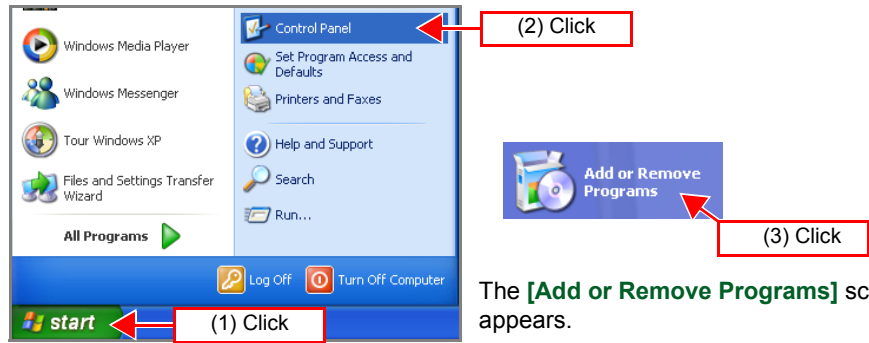 Windows Media Player
Windows Messenger
Tour Windows XP
Files and Settings Transfer
Wizard
All Programs
Control Panel
Set Program Access and
Defaults
Printers and Faxes
Help and Support
Search
Run...
Log Off
Turn Off Computer
start
(1) Click
(2) Click
Add or Remove
Programs
(3) Click
The [Add or Remove Programs] sc
appears.